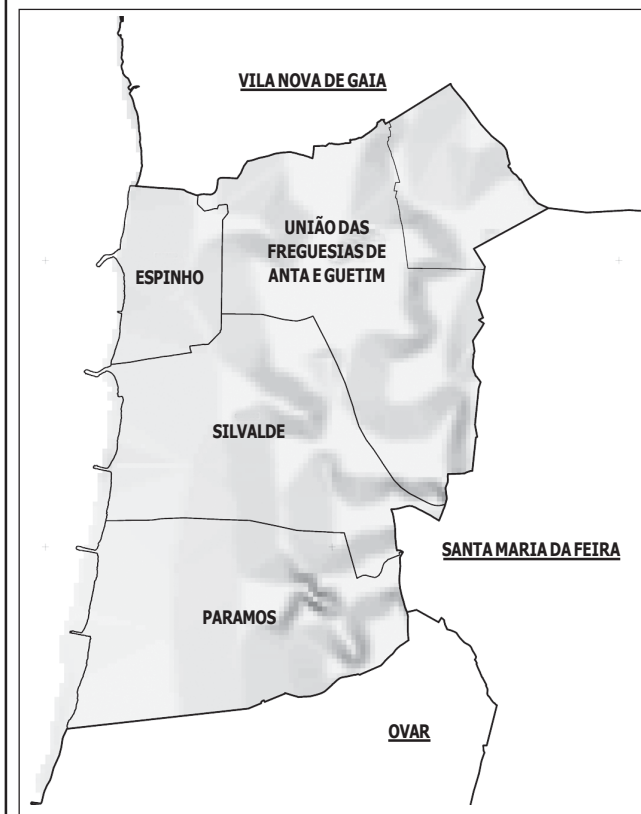 VILA NOVA DE GAIA
UNIÃO DAS
FREGUESIAS DE
ANTA E GUETIM
ESPINHO
SILVALDE
SANTA MARIA DA FEIRA
PARAMOS
OVAR